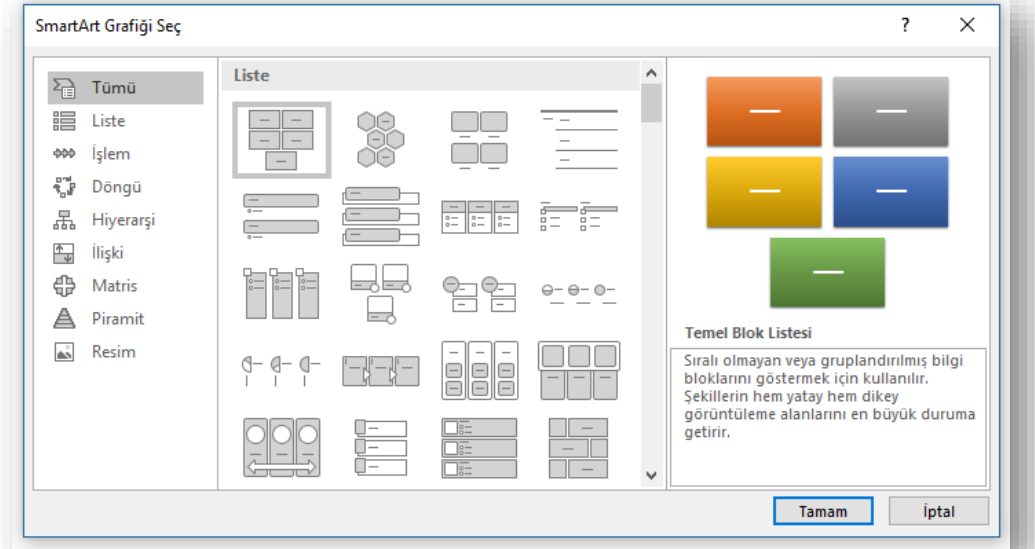 SmartArt Grafiği Seç
Tümü
Liste
İşlem
Döngü
Hiyerarşi
İlişki
Matris
Piramit
Resim
Liste
Temel Blok Listesi
Sıralı olmayan veya gruplandırılmış bilgi
bloklarını göstermek için kullanılır.
Şekillerin hem yatay hem dikey
görüntüleme alanlarını en büyük duruma
getirir.
Tamam
İptal